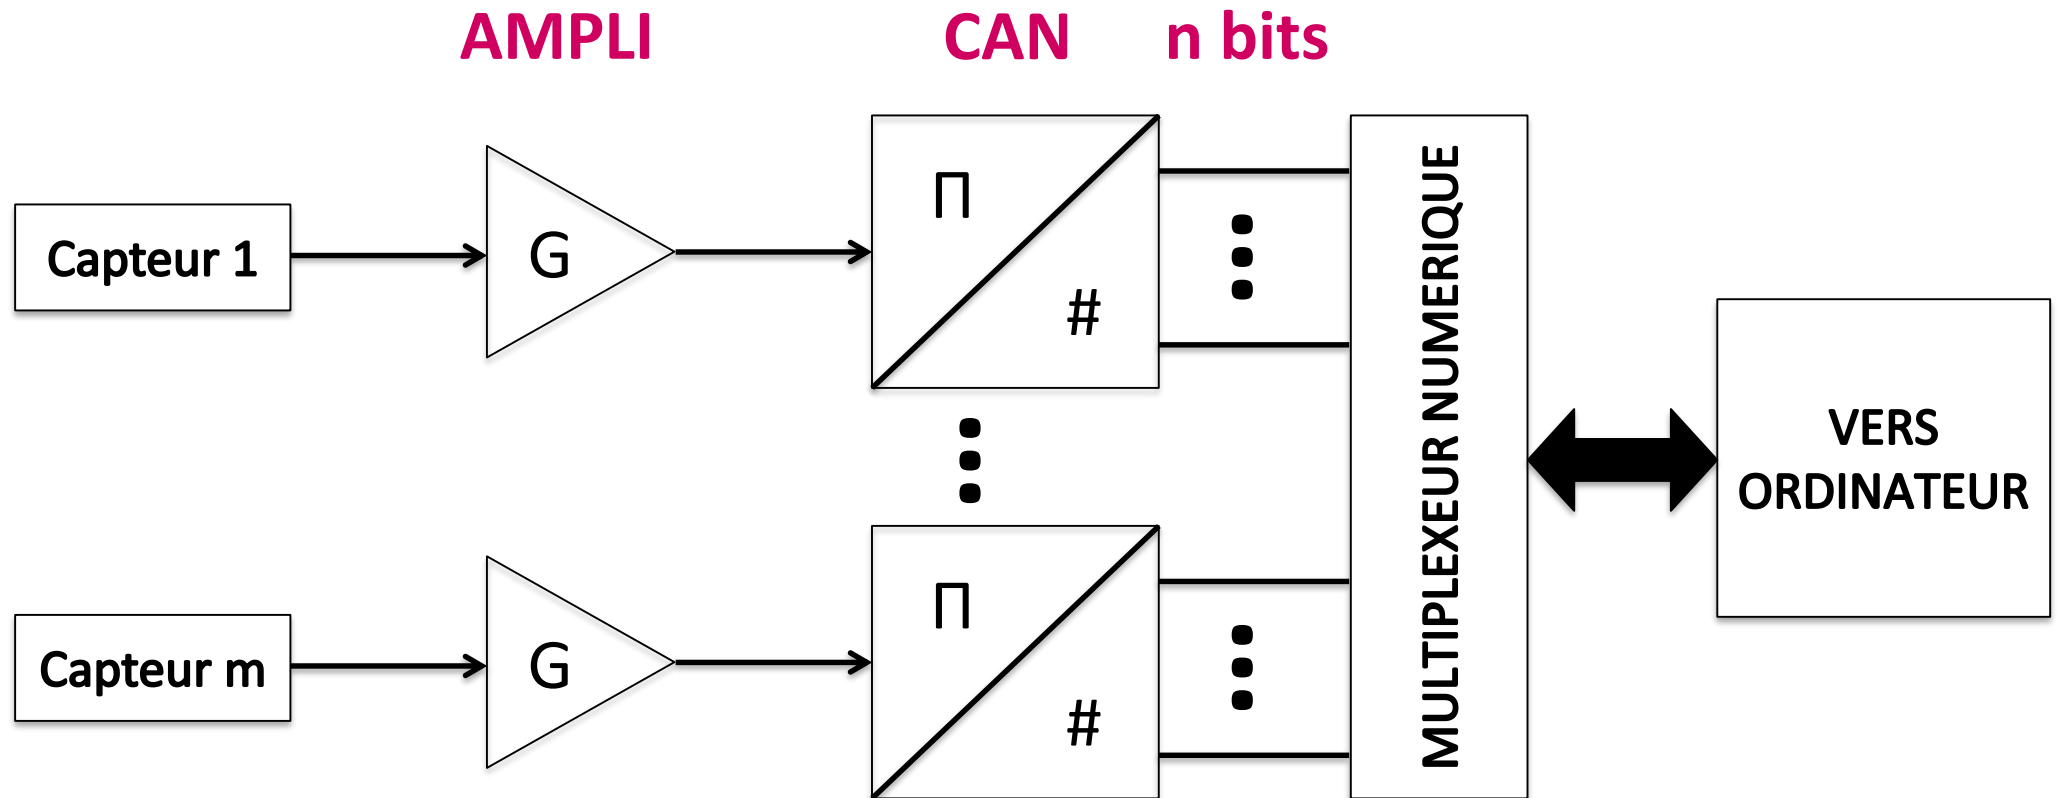 AMPLI
CAN
n bits
Capteur 1
G
Π
#
MULTIPLEXEUR NUMERIQUE
VERS
ORDINATEUR
Capteur m
G
Π
#